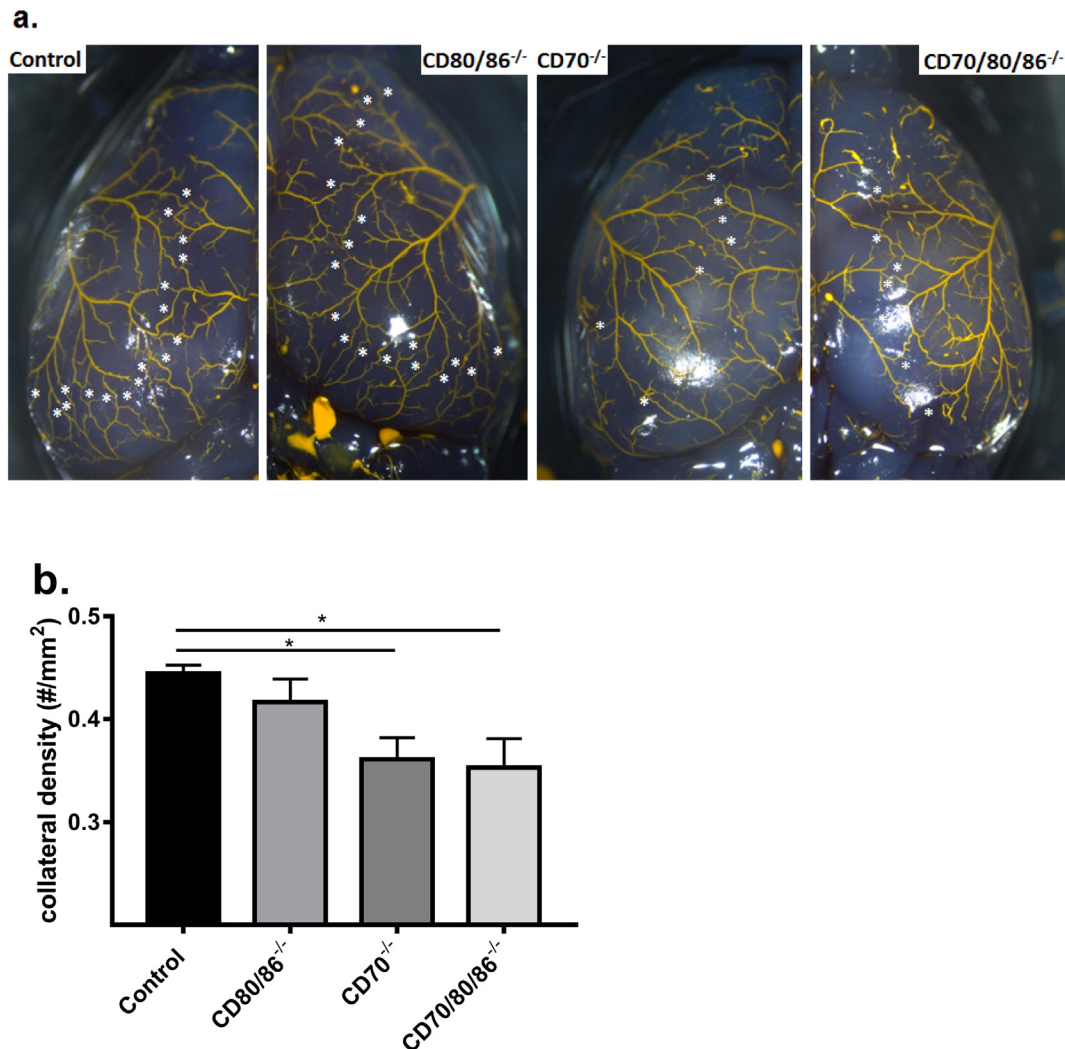 a.
Control
CD80/86-/-
CD70-/-
CD70/80/86-/-
b.
collateral density (#/mm2)
0.5
0.4
0.3
*
*
Control
CD80/86-/-
CD70-/-
CD70/80/86-/-